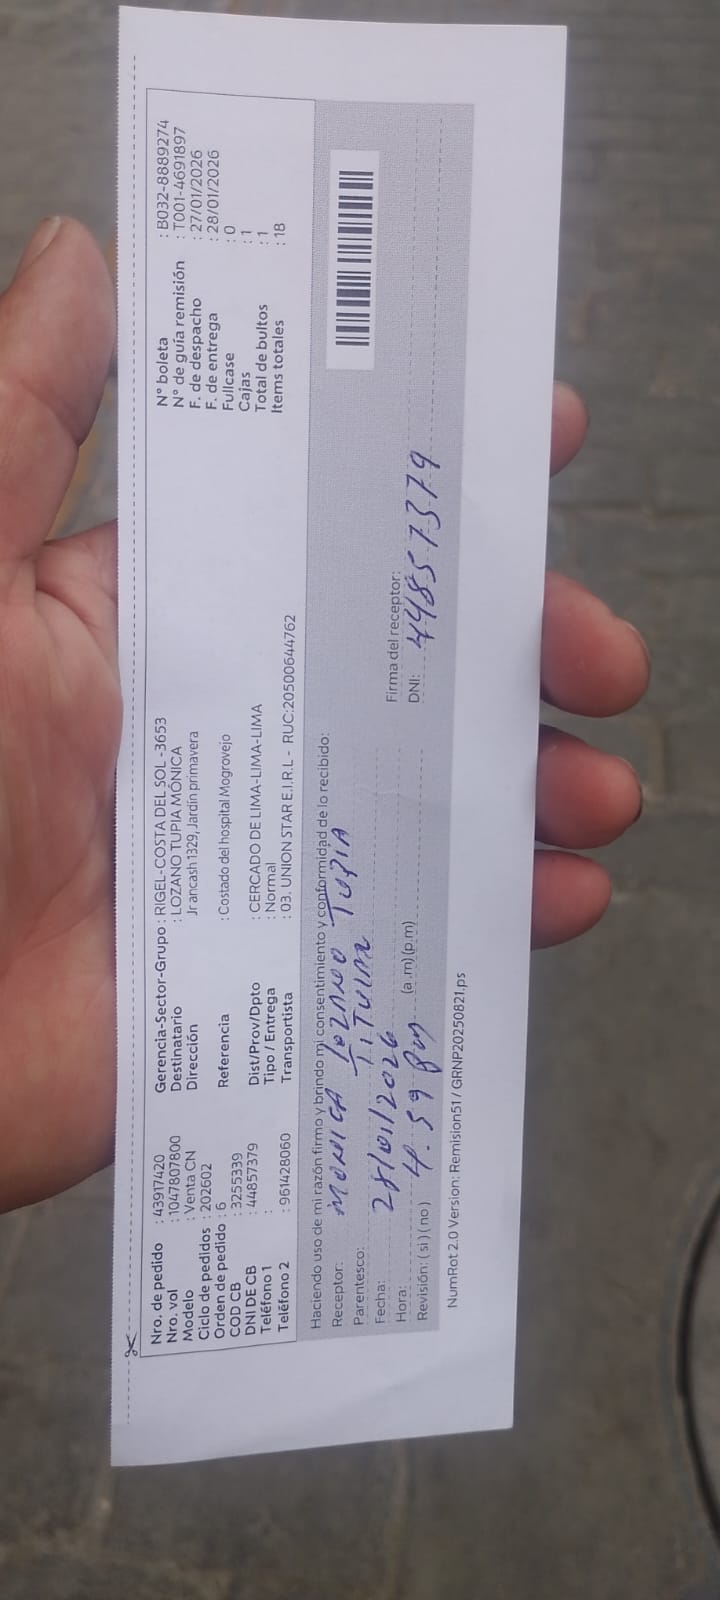 Nro. de pedido : 43917420
Nro. vol : 1047807800
Modelo : Venta CN
Ciclo de pedidos : 202602
Orden de pedido : 6
COD CB : 3255339
DNI DE CB : 44857379
Teléfono 1 :
Teléfono 2 : 961428060
Gerencia-Sector-Grupo : RIGEL-COSTA DEL SOL -3653
Destinatario : LOZANO TUPIA MÓNICA
Dirección Jr ancash 1329, Jardín primavera
Referencia : Costado del hospital Mogrovejo
Dist/Prov/Dpto : CERCADO DE LIMA-LIMA-LIMA
Tipo / Entrega : Normal
Transportista : 03. UNION STAR E.I.R.L - RUC:20500644762
N° boleta : B032-8889274
N° de guía remisión : T001-4691897
F. de despacho : 27/01/2026
F. de entrega : 28/01/2026
Fullcase : 0
Cajas : 1
Total de bultos : 1
Items totales : 18
Haciendo uso de mi razón firmo y brindo mi consentimiento y conformidad de lo recibido:
Receptor: MONICA LOZANO TUPIA
Parentesco: TITULAR
Fecha: 28/01/2026
Hora: 4.59 pm (a.m) (p.m)
Revisión: ( si ) ( no )
Firma del receptor:
DNI: 44857379
NumRot 2.0 Version: Remision51 / GRNP20250821.ps